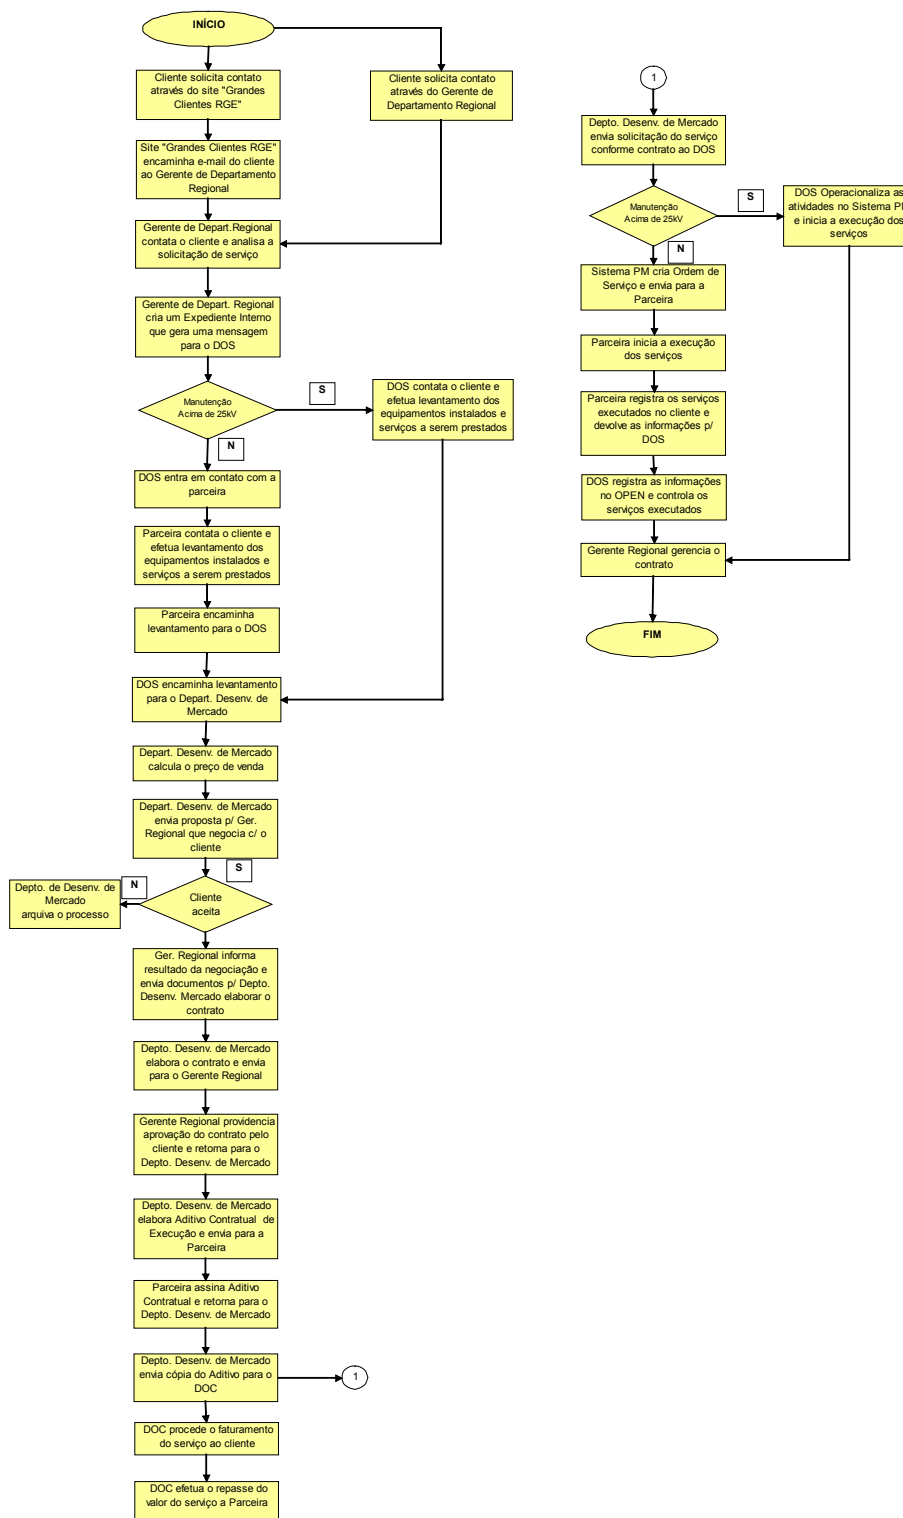 INÍCIO
Cliente solicita contato
através do site "Grandes
Clientes RGE"
Cliente solicita contato
através do Gerente de
Departamento Regional
Site "Grandes Clientes RGE"
encaminha e-mail do cliente
ao Gerente de Departamento
Regional
Gerente de Depart.Regional
contata o cliente e analisa a
solicitação de serviço
Gerente de Depart. Regional
cria um Expediente Interno
que gera uma mensagem
para o DOS
Manutenção
Acima de 25kV
S
DOS contata o cliente e
efetua levantamento dos
equipamentos instalados e
serviços a serem prestados
N
DOS entra em contato com a
parceira
Parceira contata o cliente e
efetua levantamento dos
equipamentos instalados e
serviços a serem prestados
Parceira encaminha
levantamento para o DOS
DOS encaminha levantamento
para o Depart. Desenv. de
Mercado
Depart. Desenv. de Mercado
calcula o preço de venda
Depart. Desenv. de Mercado
envia proposta p/ Ger.
Regional que negocia c/ o
cliente
S
N
Cliente
aceita
Depto. de Desenv. de
Mercado
arquiva o processo
Ger. Regional informa
resultado da negociação e
envia documentos p/ Depto.
Desenv. Mercado elaborar o
contrato
Depto. Desenv. de Mercado
elabora o contrato e envia
para o Gerente Regional
Gerente Regional providencia
aprovação do contrato pelo
cliente e retorna para o
Depto. Desenv. de Mercado
Depto. Desenv. de Mercado
elabora Aditivo Contratual de
Execução e envia para a
Parceira
Parceira assina Aditivo
Contratual e retorna para o
Depto. Desenv. de Mercado
Depto. Desenv. de Mercado
envia cópia do Aditivo para o
DOC
1
DOC procede o faturamento
do serviço ao cliente
DOC efetua o repasse do
valor do serviço a Parceira
1
Depto. Desenv. de Mercado
envia solicitação do serviço
conforme contrato ao DOS
Manutenção
Acima de 25kV
S
DOS Operacionaliza as
atividades no Sistema PM
e inicia a execução dos
serviços
N
Sistema PM cria Ordem de
Serviço e envia para a
Parceira
Parceira inicia a execução
dos serviços
Parceira registra os serviços
executados no cliente e
devolve as informações p/
DOS
DOS registra as informações
no OPEN e controla os
serviços executados
Gerente Regional gerencia o
contrato
FIM